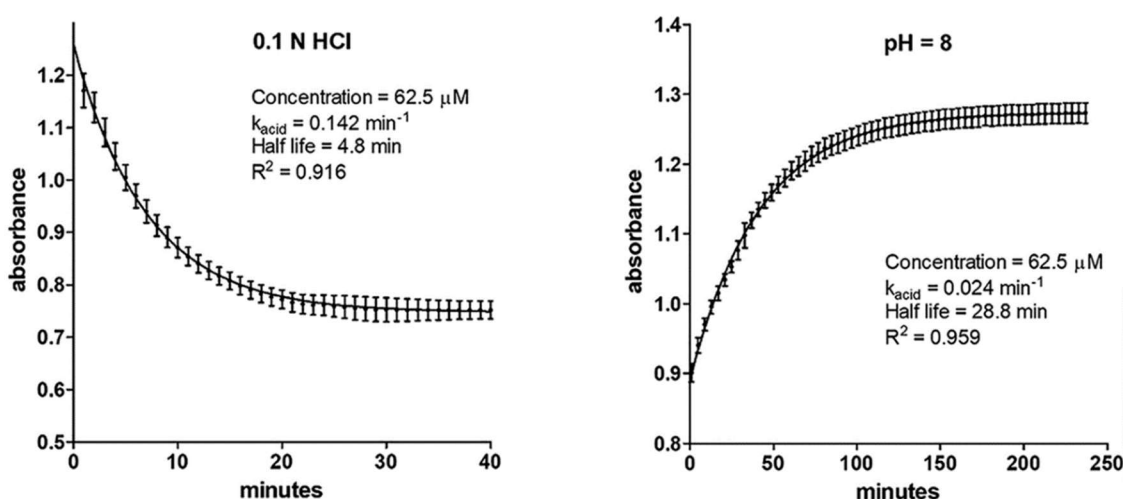 0.1 N HCl
Concentration = 62.5 μM
k_acid = 0.142 min⁻¹
Half life = 4.8 min
R² = 0.916
absorbance
1.2
1.1
1.0
0.9
0.8
0.7
0.6
0.5
0
10
20
30
40
minutes
pH = 8
Concentration = 62.5 μM
k_acid = 0.024 min⁻¹
Half life = 28.8 min
R² = 0.959
absorbance
1.4
1.3
1.2
1.1
1.0
0.9
0.8
0
50
100
150
200
250
minutes